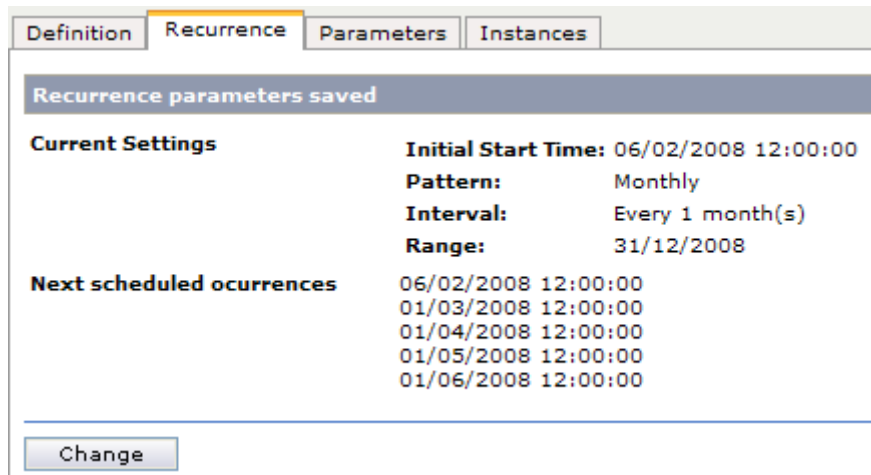 Definition Recurrence Parameters Instances
Recurrence parameters saved
Current Settings
Initial Start Time: 06/02/2008 12:00:00
Pattern: Monthly
Interval: Every 1 month(s)
Range: 31/12/2008
Next scheduled ocurrences 06/02/2008 12:00:00
01/03/2008 12:00:00
01/04/2008 12:00:00
01/05/2008 12:00:00
01/06/2008 12:00:00
Change